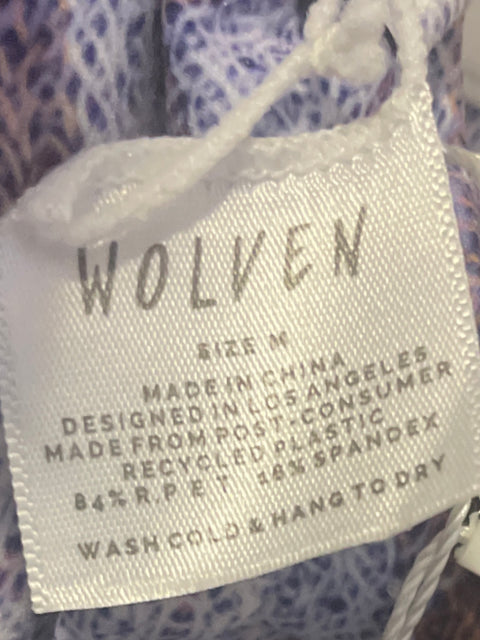 WOLVEN
SIZE M
MADE IN CHINA
DESIGNED IN LOS ANGELES
MADE FROM POST-CONSUMER
RECYCLED PLASTIC
84% R.P E T 16% SPANDEX
WASH COLD & HANG TO DRY